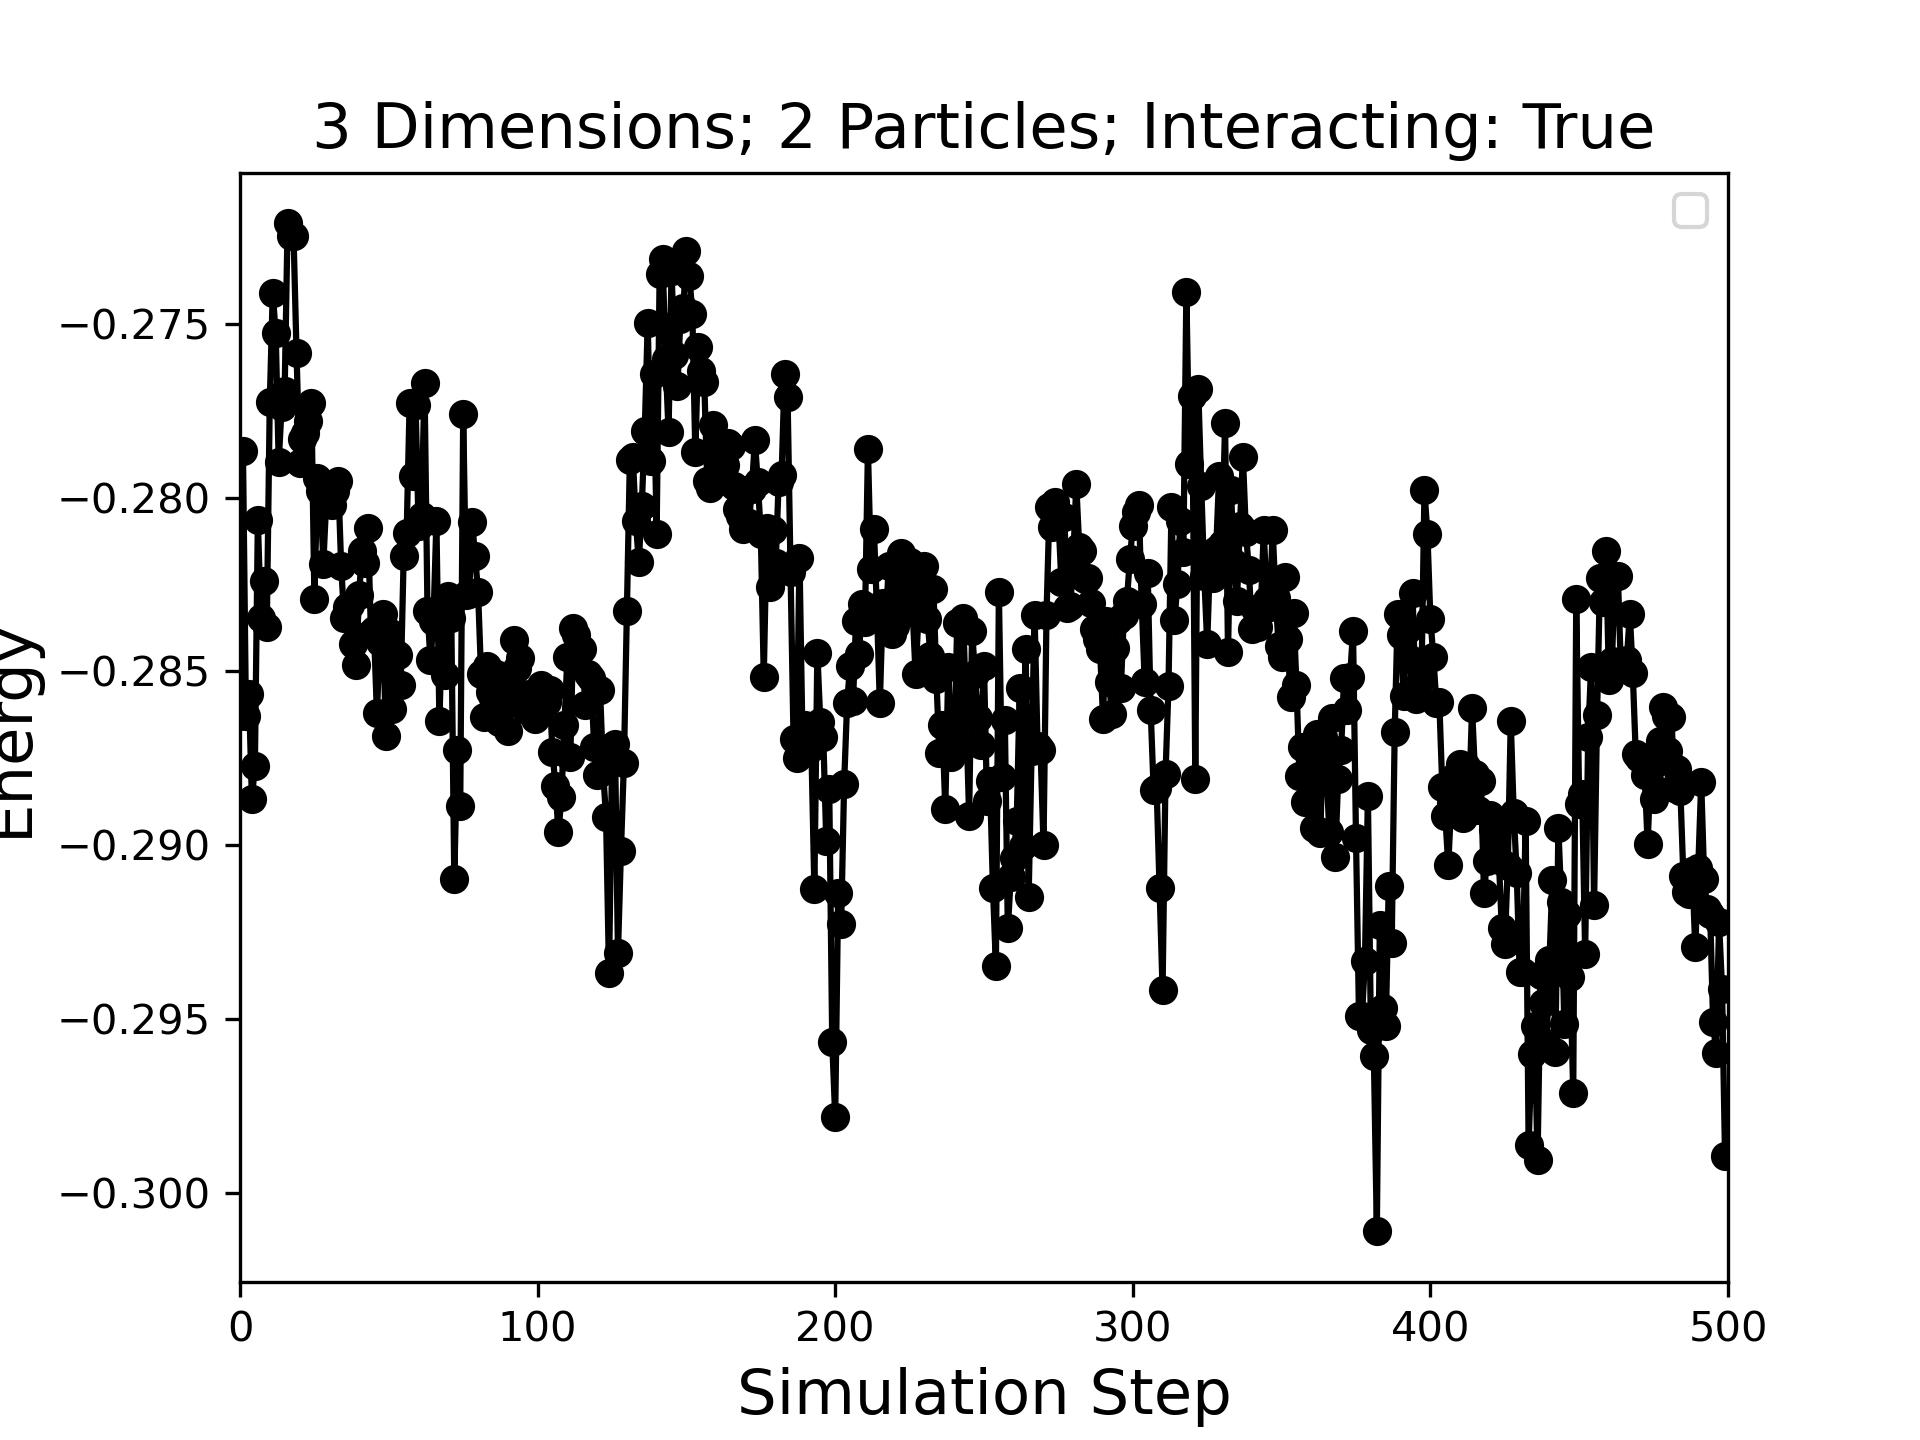 3 Dimensions; 2 Particles; Interacting: True
Energy
−0.275
−0.280
−0.285
−0.290
−0.295
−0.300
0 100 200 300 400 500
Simulation Step